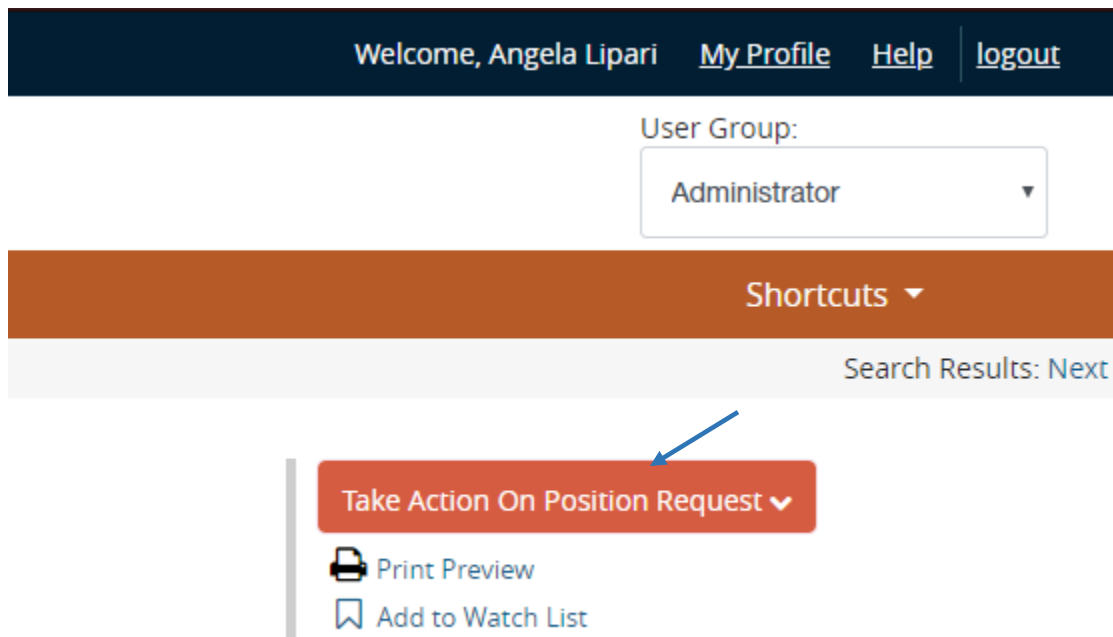 Welcome, Angela Lipari My Profile Help logout
User Group:
Administrator
Shortcuts
Search Results: Next
Take Action On Position Request
Print Preview
Add to Watch List